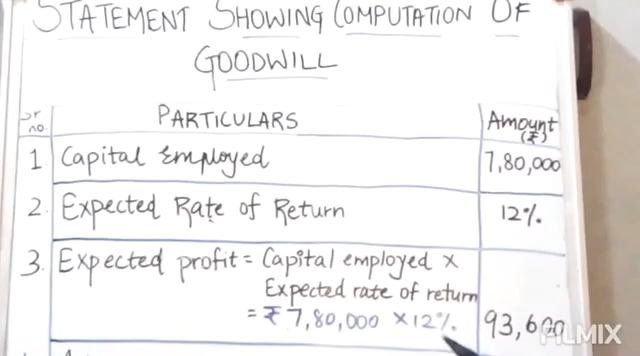 STATEMENT SHOWING COMPUTATION OF
GOODWILL
Sr no. PARTICULARS Amount (₹)
1 Capital Employed 7,80,000
2. Expected Rate of Return 12%
3. Expected profit = Capital employed ×
Expected rate of return
= ₹ 7,80,000 × 12% 93,600
FILMIX